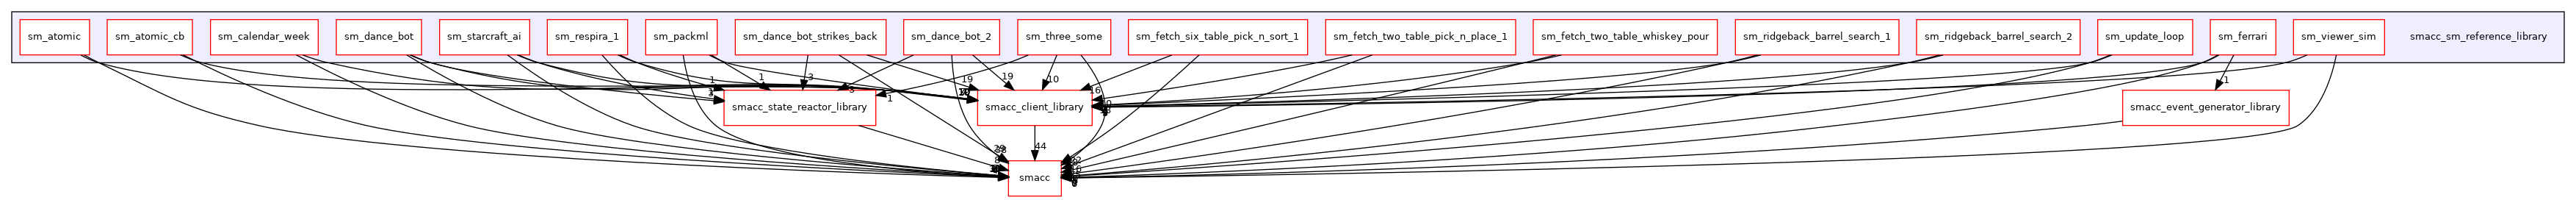 sm_atomic
sm_atomic_cb
sm_calendar_week
sm_dance_bot
sm_starcraft_ai
sm_respira_1
sm_packml
sm_dance_bot_strikes_back
sm_dance_bot_2
sm_three_some
sm_fetch_six_table_pick_n_sort_1
sm_fetch_two_table_pick_n_place_1
sm_fetch_two_table_whiskey_pour
sm_ridgeback_barrel_search_1
sm_ridgeback_barrel_search_2
sm_update_loop
sm_ferrari
sm_viewer_sim
smacc_sm_reference_library
1
1
3
19
19
10
1
16
1
smacc_state_reactor_library
smacc_client_library
smacc_event_generator_library
44
smacc